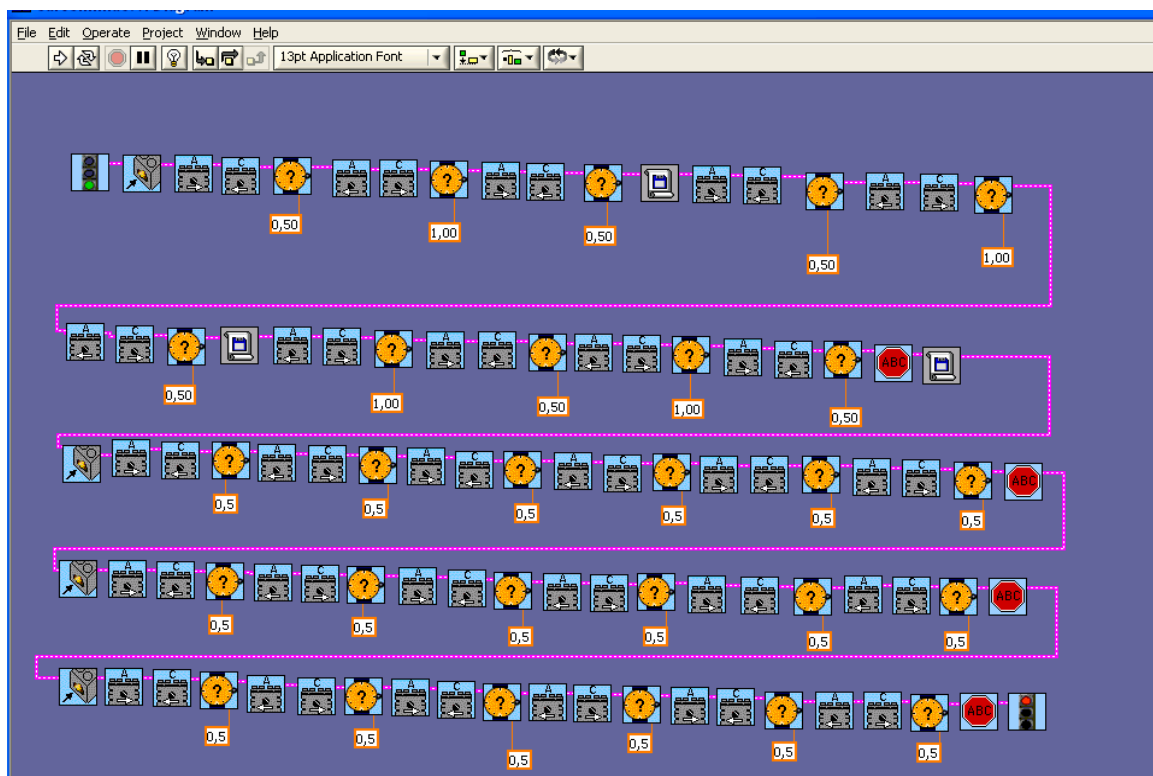 File Edit Operate Project Window Help
13pt Application Font
A C ? A C ? A C ? A C ? A C ?
0,50 1,00 0,50 0,50 1,00
A C ? A C ? A C ? A C ? A C ? ABC
0,50 1,00 0,50 1,00 0,50
A C ? A C ? A C ? A C ? A C ? A C ? ABC
0,5 0,5 0,5 0,5 0,5 0,5
A C ? A C ? A C ? A C ? A C ? A C ? ABC
0,5 0,5 0,5 0,5 0,5 0,5
A C ? A C ? A C ? A C ? A C ? A C ? ABC
0,5 0,5 0,5 0,5 0,5 0,5